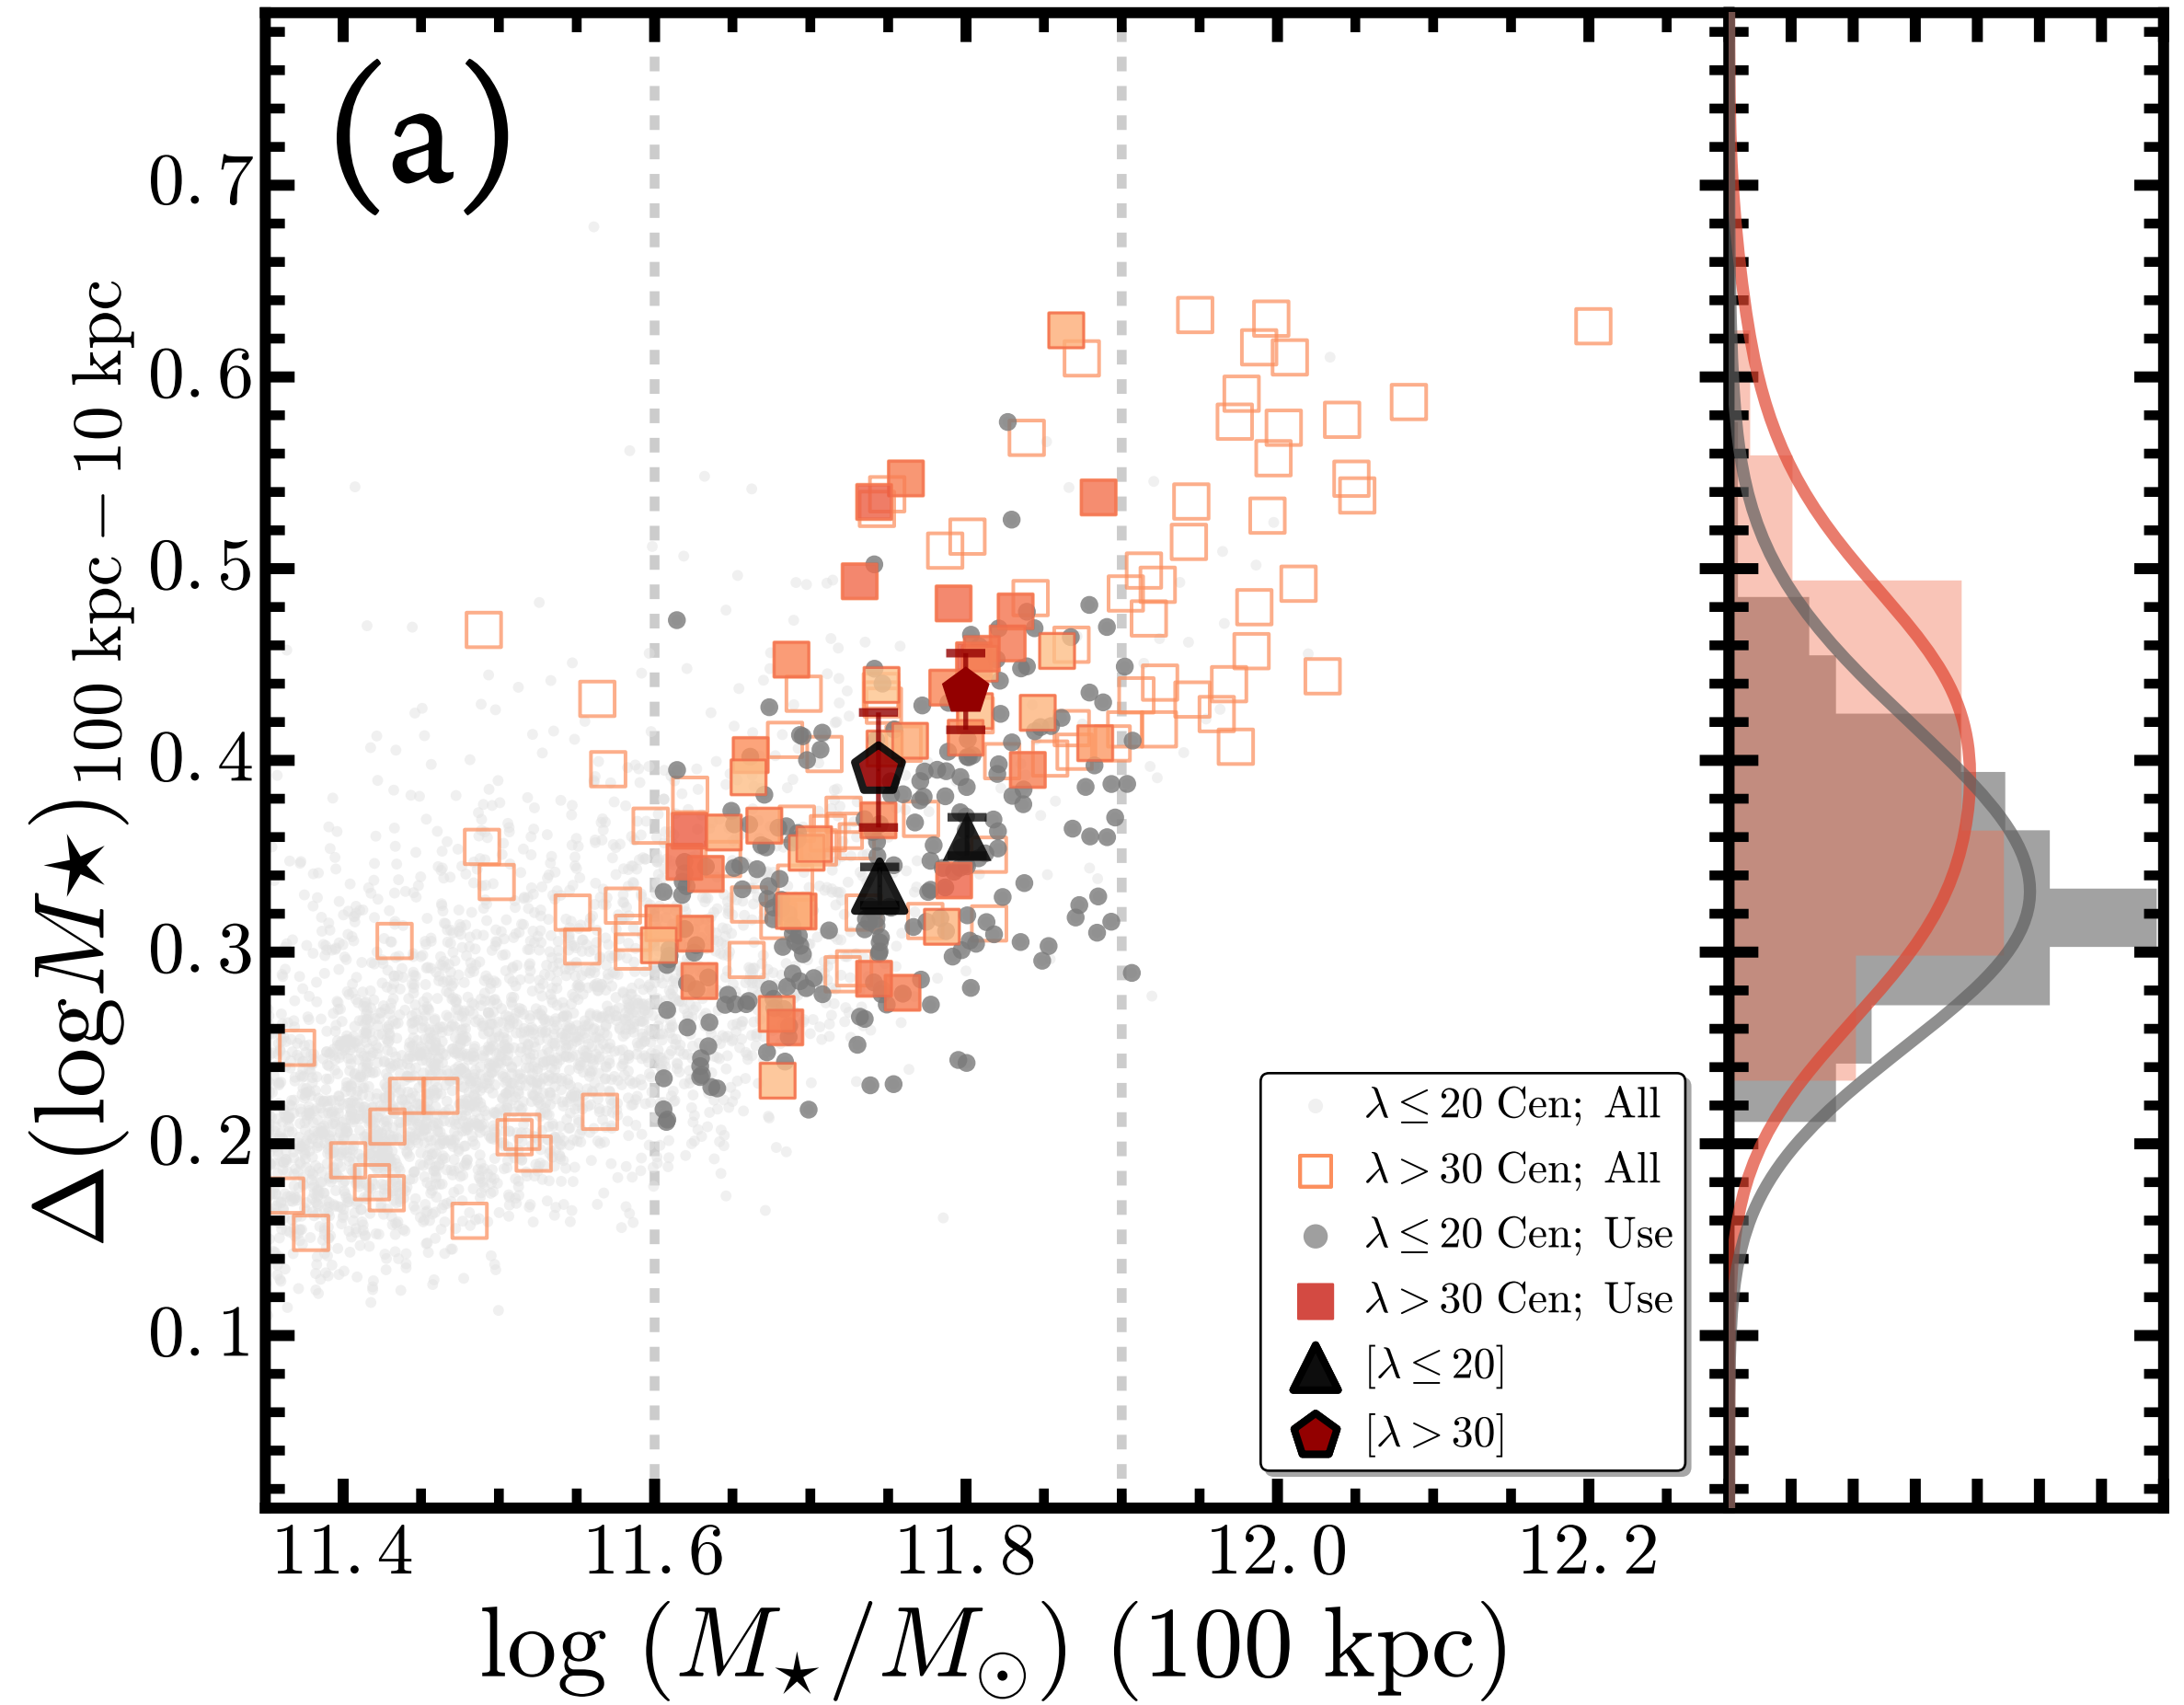 (a)
Δ(log M★) 100 kpc − 10 kpc
0.7
0.6
0.5
0.4
0.3
0.2
0.1
λ ≤ 20 Cen; All
λ > 30 Cen; All
λ ≤ 20 Cen; Use
λ > 30 Cen; Use
[λ ≤ 20]
[λ > 30]
11.4 11.6 11.8 12.0 12.2
log (M★/M⊙) (100 kpc)